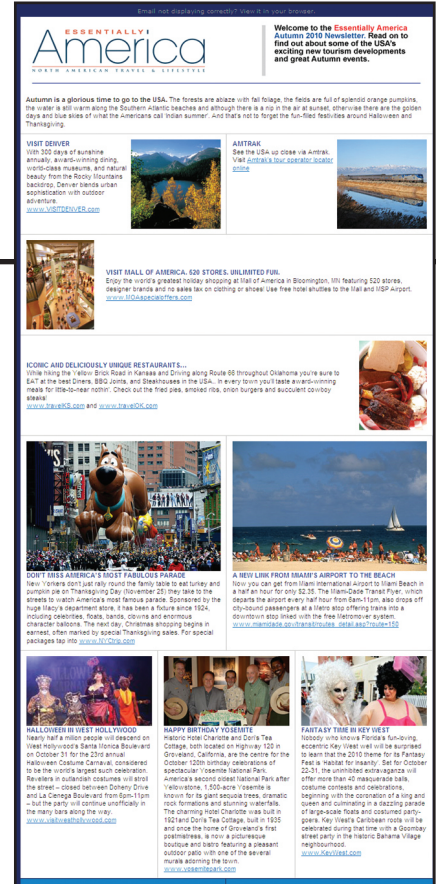 Email not displaying correctly? View it in your browser.
ESSENTIALLY
America
NORTH AMERICAN TRAVEL & LIFESTYLE
Welcome to the Essentially America
Autumn 2010 Newsletter. Read on to
find out about some of the USA's
exciting new tourism developments
and great Autumn events.
Autumn is a glorious time to go to the USA. The forests are ablaze with fall foliage, the fields are full of splendid orange pumpkins,
the water is still warm along the Southern Atlantic beaches and although there is a nip in the air at sunset, otherwise there are the golden
days and blue skies of what the Americans call 'Indian summer'. And that's not to forget the fun-filled festivities around Halloween and
Thanksgiving.
VISIT DENVER
With 300 days of sunshine
annually, award-winning dining,
world-class museums, and natural
beauty from the Rocky Mountains
backdrop, Denver blends urban
sophistication with outdoor
adventure.
www.VISITDENVER.com
AMTRAK
See the USA up close via Amtrak.
Visit Amtrak's tour operator locator
online
VISIT MALL OF AMERICA. 520 STORES. UNLIMITED FUN.
Enjoy the world's greatest holiday shopping at Mall of America in Bloomington, MN featuring 520 stores,
designer brands and no sales tax on clothing or shoes! Use free hotel shuttles to the Mall and MSP Airport.
www.MOAspecialoffers.com
ICONIC AND DELICIOUSLY UNIQUE RESTAURANTS...
While hiking the Yellow Brick Road in Kansas and Driving along Route 66 throughout Oklahoma you're sure to
EAT at the best Diners, BBQ Joints, and Steakhouses in the USA.. In every town you'll taste award-winning
meals for little-to-near nothin'. Check out the fried pies, smoked ribs, onion burgers and succulent cowboy
steaks!
www.travelKS.com and www.travelOK.com
DON'T MISS AMERICA'S MOST FABULOUS PARADE
New Yorkers don't just rally round the family table to eat turkey and
pumpkin pie on Thanksgiving Day (November 25) they take to the
streets to watch America's most famous parade. Sponsored by the
huge Macy's department store, it has been a fixture since 1924,
including celebrities, floats, bands, clowns and enormous
character balloons. The next day, Christmas shopping begins in
earnest, often marked by special Thanksgiving sales. For special
packages tap into www.NYCtrip.com
A NEW LINK FROM MIAMI'S AIRPORT TO THE BEACH
Now you can get from Miami International Airport to Miami Beach in
a half an hour for only $2.35. The Miami-Dade Transit Flyer, which
departs the airport every half hour from 6am-11pm, also drops off
city-bound passengers at a Metro stop offering trains into a
downtown stop linked with the free Metromover system.
www.miamidade.gov/transit/routes_detail.asp?route=150
HALLOWEEN IN WEST HOLLYWOOD
Nearly half a million people will descend on
West Hollywood's Santa Monica Boulevard
on October 31 for the 23rd annual
Halloween Costume Carnaval, considered
to be the world's largest such celebration.
Revelers in outlandish costumes will stroll
the street – closed between Doheny Drive
and La Cienega Boulevard from 6pm-11pm
– but the party will continue unofficially in
the many bars along the way.
www.visitwesthollywood.com
HAPPY BIRTHDAY YOSEMITE
Historic Hotel Charlotte and Dori's Tea
Cottage, both located on Highway 120 in
Groveland, California, are the centre for the
October 120th birthday celebrations of
spectacular Yosemite National Park.
America's second oldest National Park after
Yellowstone, 1,500-acre Yosemite is
known for its giant sequoia trees, dramatic
rock formations and stunning waterfalls.
The charming Hotel Charlotte was built in
1921and Dori's Tea Cottage, built in 1935
and once the home of Groveland's first
postmistress, is now a picturesque
boutique and bistro featuring a pleasant
outdoor patio with one of the several
murals adorning the town.
www.yosemitepark.com
FANTASY TIME IN KEY WEST
Nobody who knows Florida's fun-loving,
eccentric Key West well will be surprised
to learn that the 2010 theme for its Fantasy
Fest is 'Habitat for Insanity'. Set for October
22-31, the uninhibited extravaganza will
offer more than 40 masquerade balls,
costume contests and celebrations,
beginning with the coronation of a king and
queen and culminating in a dazzling parade
of large-scale floats and costumed party-
goers. Key West's Caribbean roots will be
celebrated during that time with a Goombay
street party in the historic Bahama Village
neighbourhood.
www.KeyWest.com